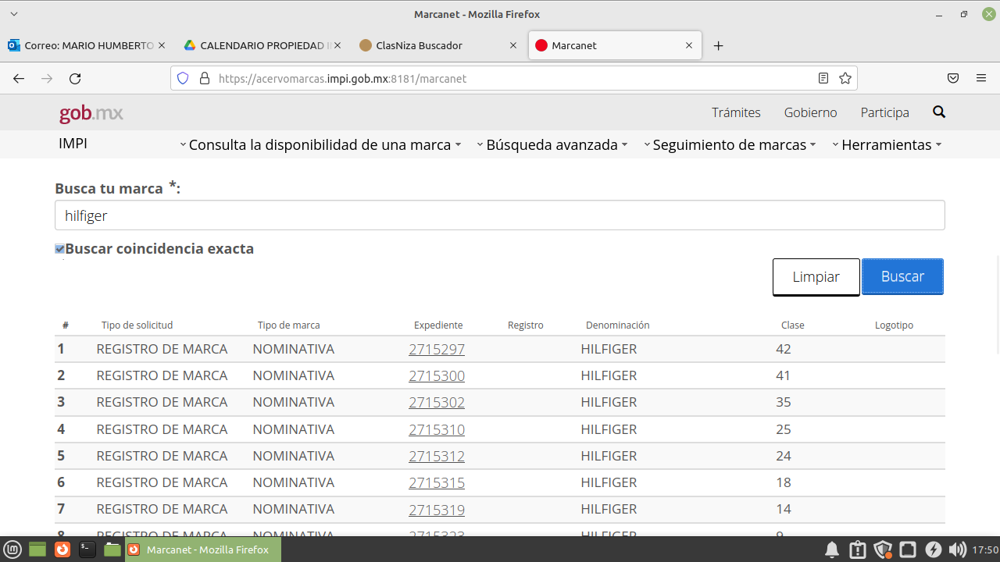 Marcanet - Mozilla Firefox
Correo: MARIO HUMBERTO
CALENDARIO PROPIEDAD
ClasNiza Buscador
Marcanet
https://acervomarcas.impi.gob.mx:8181/marcanet
gob.mx Trámites Gobierno Participa
IMPI Consulta la disponibilidad de una marca Búsqueda avanzada Seguimiento de marcas Herramientas
Busca tu marca *:
hilfiger
Buscar coincidencia exacta
Limpiar Buscar
# Tipo de solicitud Tipo de marca Expediente Registro Denominación Clase Logotipo
1 REGISTRO DE MARCA NOMINATIVA 2715297 HILFIGER 42
2 REGISTRO DE MARCA NOMINATIVA 2715300 HILFIGER 41
3 REGISTRO DE MARCA NOMINATIVA 2715302 HILFIGER 35
4 REGISTRO DE MARCA NOMINATIVA 2715310 HILFIGER 25
5 REGISTRO DE MARCA NOMINATIVA 2715312 HILFIGER 24
6 REGISTRO DE MARCA NOMINATIVA 2715315 HILFIGER 18
7 REGISTRO DE MARCA NOMINATIVA 2715319 HILFIGER 14
8 REGISTRO DE MARCA NOMINATIVA 2715323 HILFIGER 9
Marcanet - Mozilla Firefox
17:50